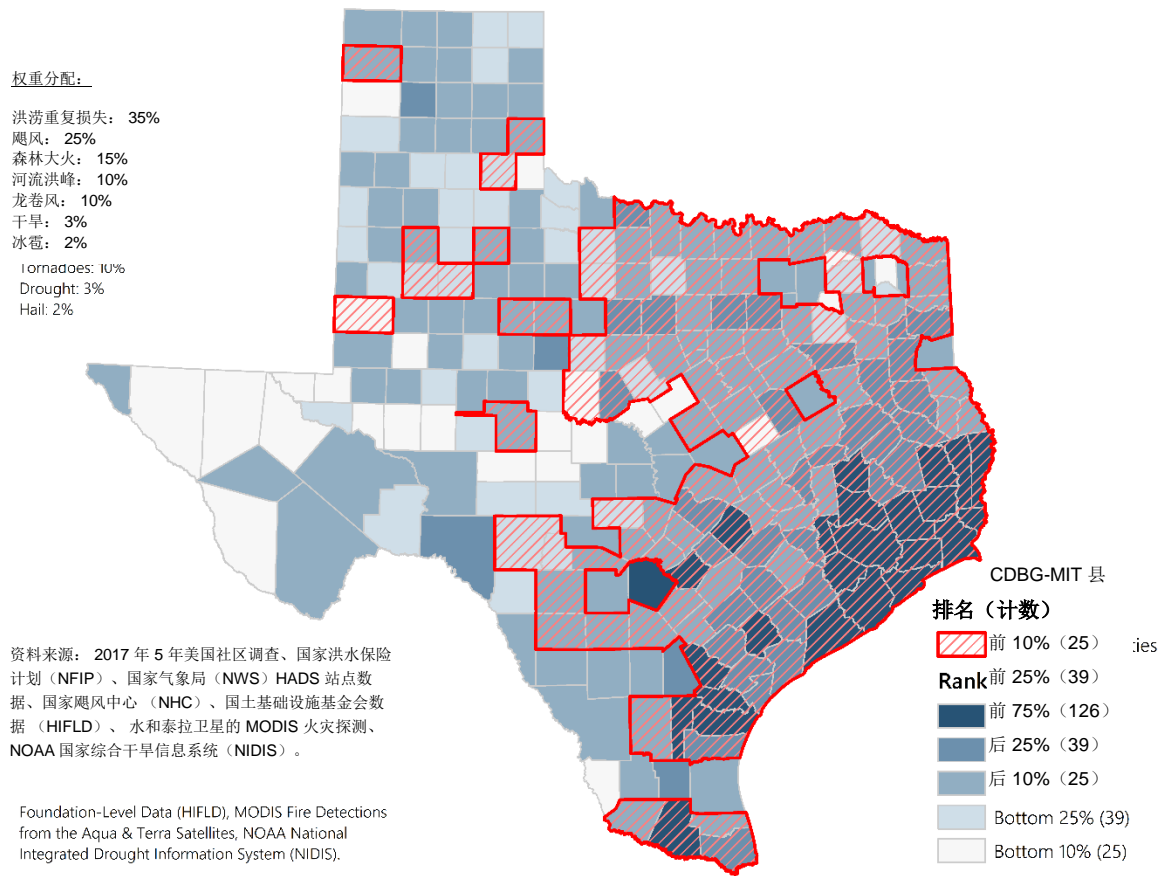 权重分配：
洪涝重复损失： 35%
飓风： 25%
森林大火： 15%
河流洪峰： 10%
龙卷风： 10%
干旱： 3%
冰雹： 2%
Tornadoes: 10%
Drought: 3%
Hail: 2%
CDBG-MIT 县
排名（计数）
前 10%（25）
ties
Rank前 25%（39）
前 75%（126）
后 25%（39）
后 10%（25）
Bottom 25% (39)
Bottom 10% (25)
资料来源： 2017 年 5 年美国社区调查、国家洪水保险
计划（NFIP）、国家气象局（NWS）HADS 站点数
据、国家飓风中心 （NHC）、国土基础设施基金会数
据 （HIFLD）、 水和泰拉卫星的 MODIS 火灾探测、
NOAA 国家综合干旱信息系统（NIDIS）。
Foundation-Level Data (HIFLD), MODIS Fire Detections
from the Aqua & Terra Satellites, NOAA National
Integrated Drought Information System (NIDIS).